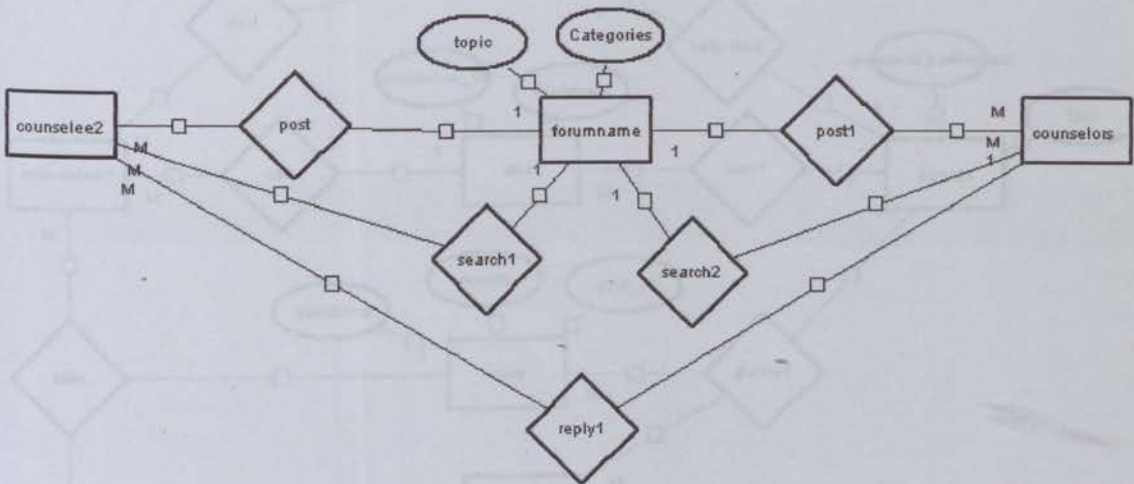 topic
Categories
counselee2
post
1
forumname
1
post1
M
counselors
M
M
M
M
1
1
1
search1
search2
reply1